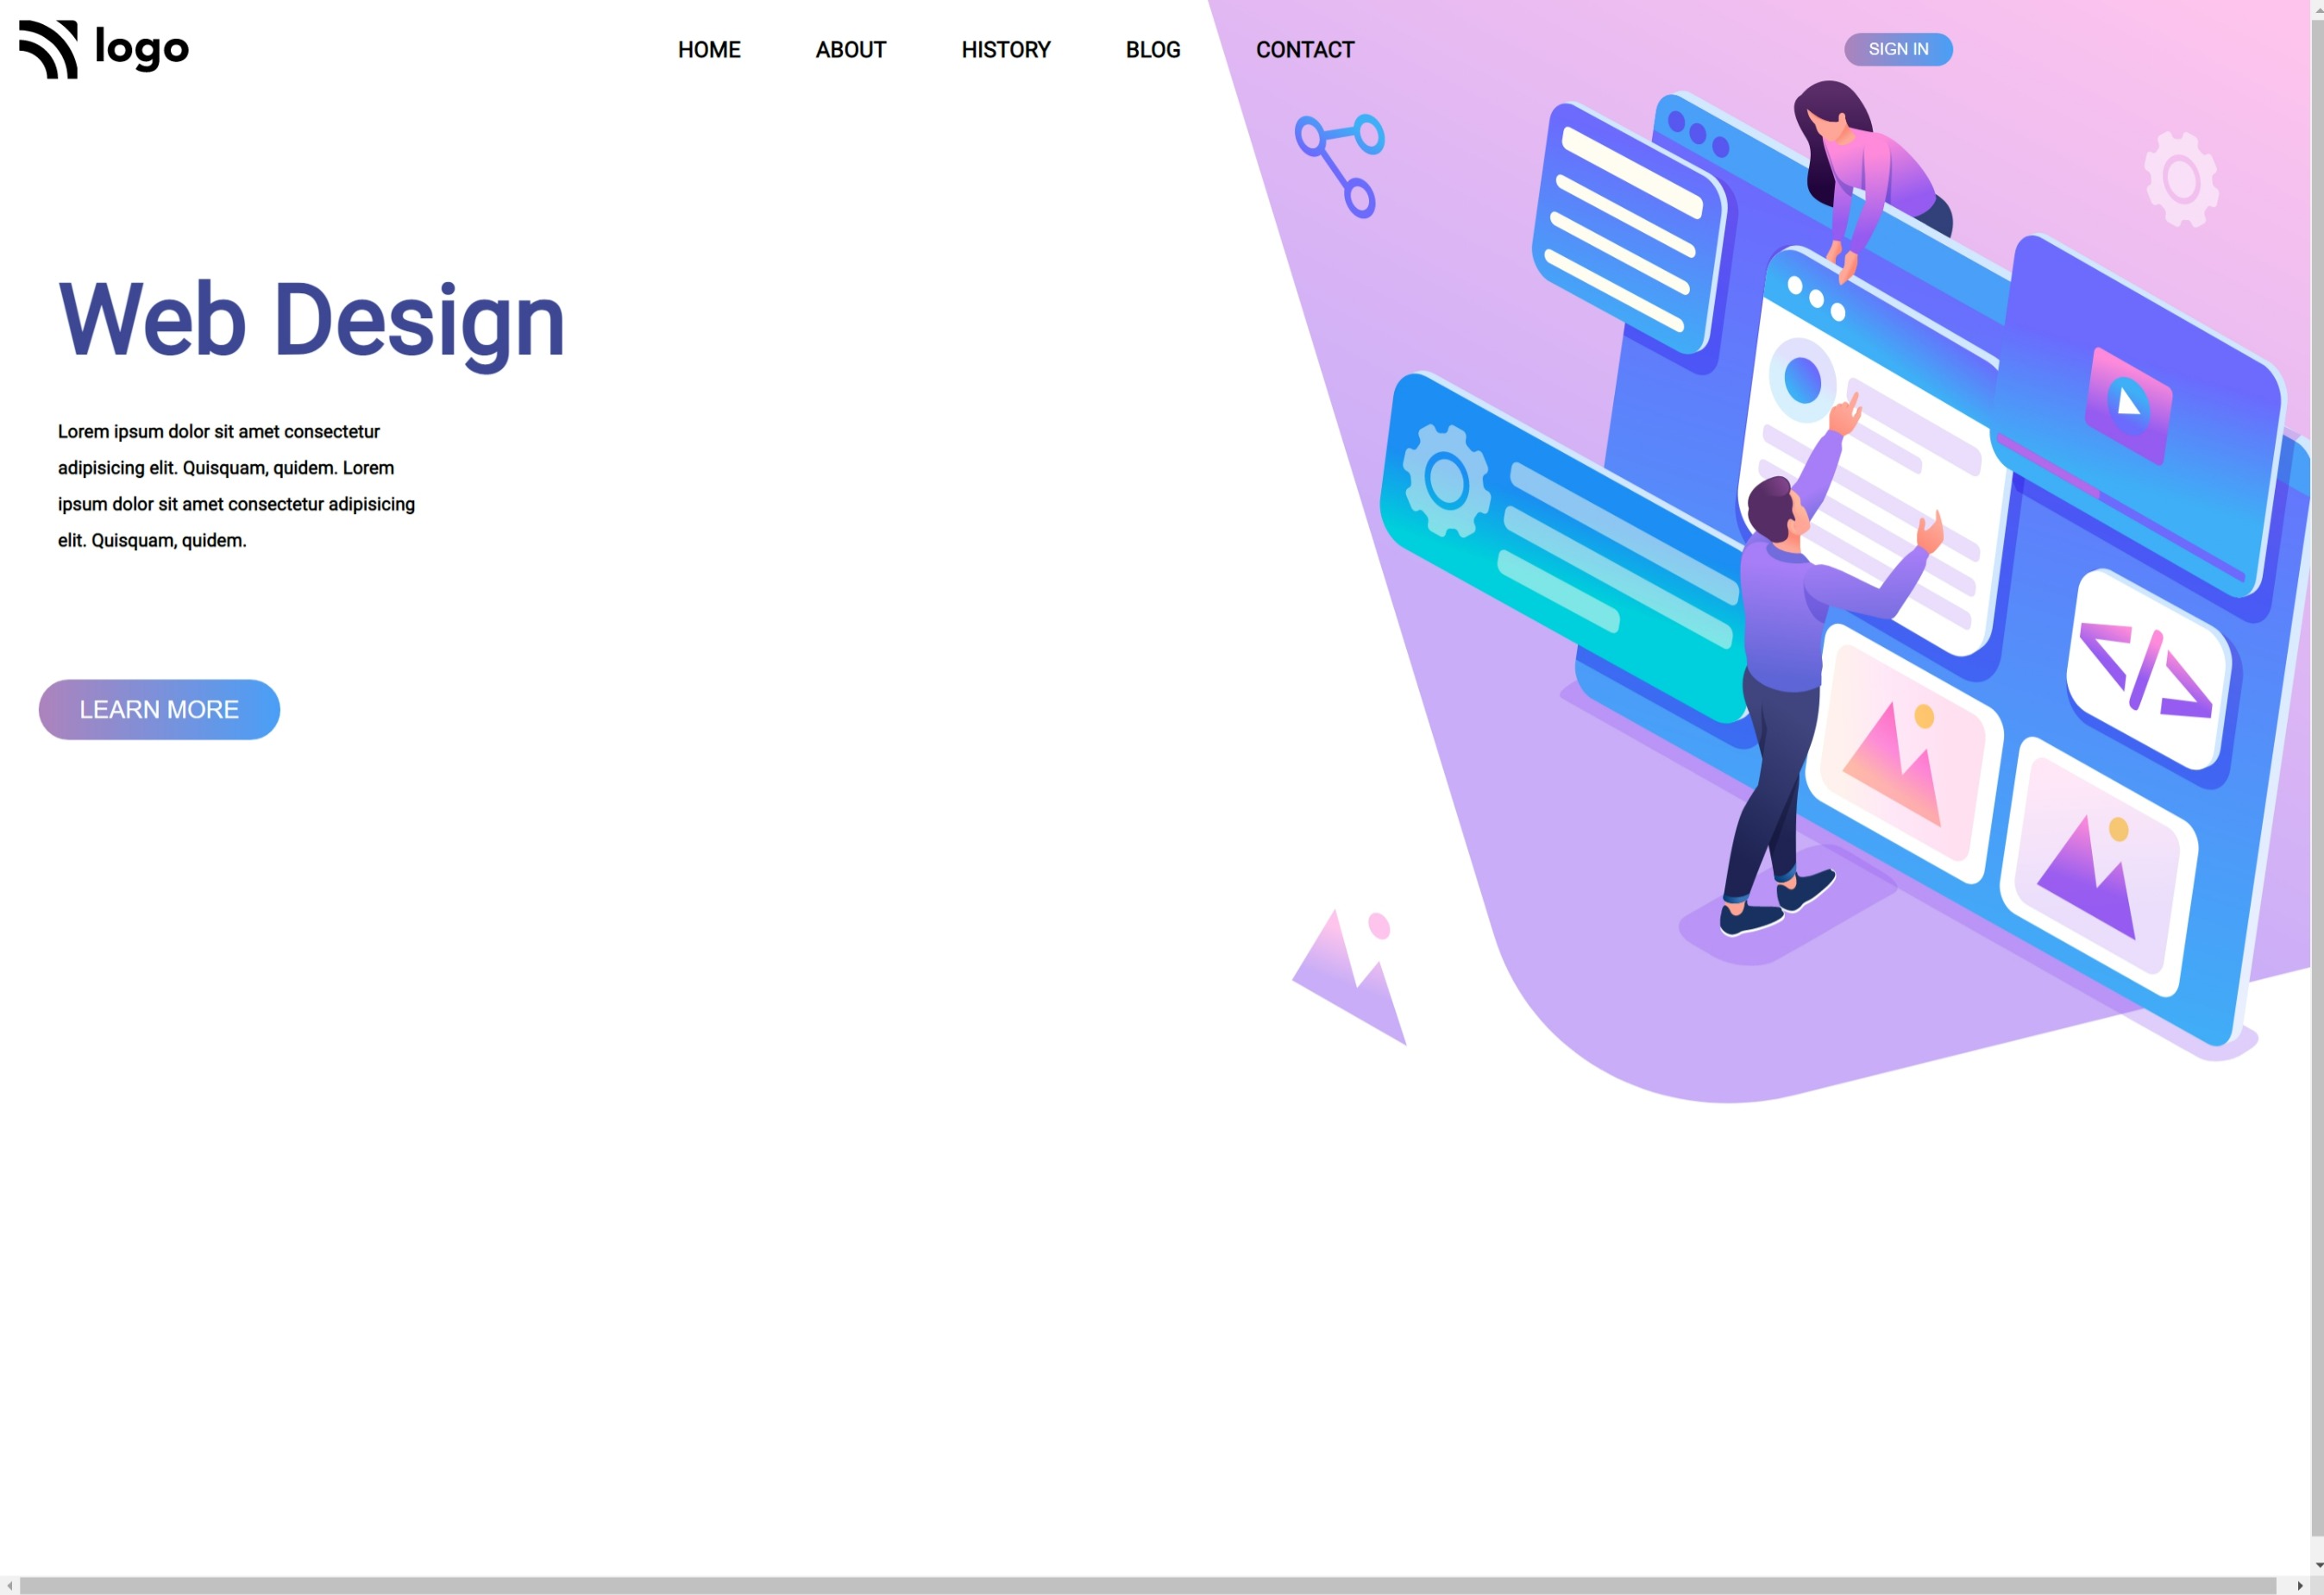 logo
HOME ABOUT HISTORY BLOG CONTACT
SIGN IN
Web Design
Lorem ipsum dolor sit amet consectetur
adipisicing elit. Quisquam, quidem. Lorem
ipsum dolor sit amet consectetur adipisicing
elit. Quisquam, quidem.
LEARN MORE